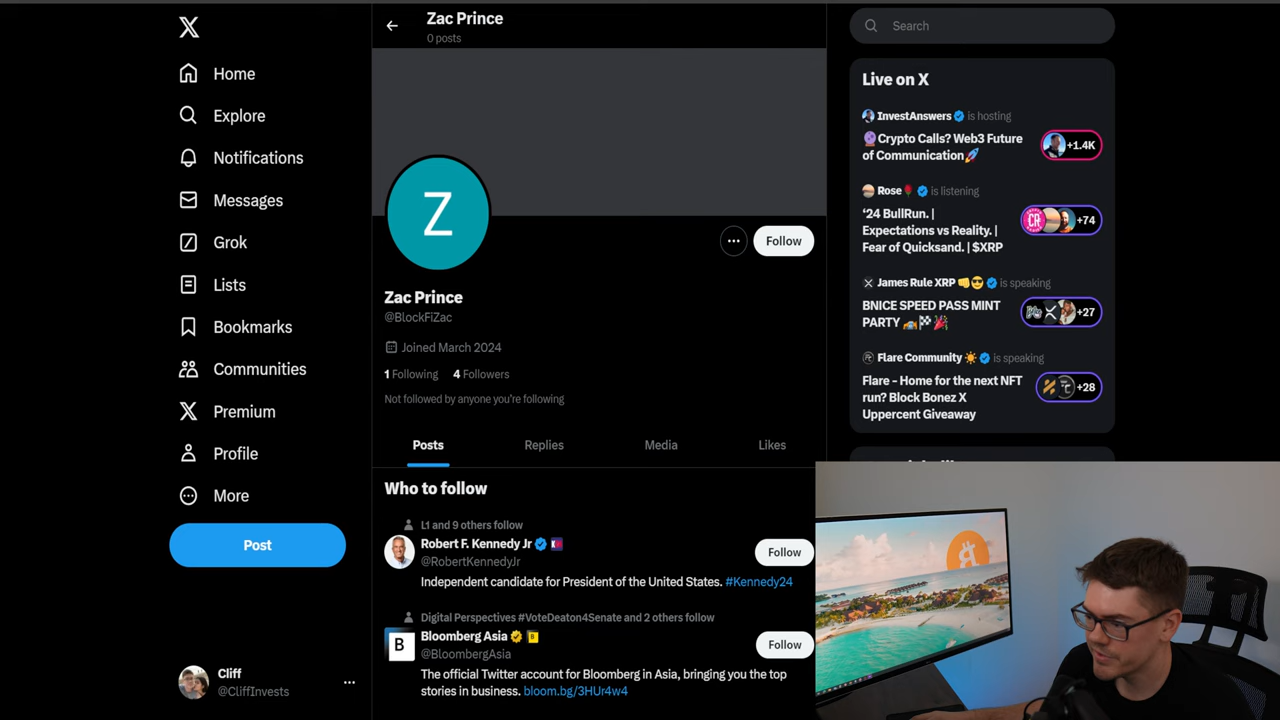 Home
Explore
Notifications
Messages
Grok
Lists
Bookmarks
Communities
Premium
Profile
More
Post
Cliff
@CliffInvests
Zac Prince
0 posts
Z
Follow
Zac Prince
@BlockFiZac
Joined March 2024
1 Following 4 Followers
Not followed by anyone you're following
Posts Replies Media Likes
Who to follow
L1 and 9 others follow
Robert F. Kennedy Jr
@RobertKennedyJr
Follow
Independent candidate for President of the United States. #Kennedy24
Digital Perspectives #VoteDeaton4Senate and 2 others follow
B
Bloomberg Asia
@BloombergAsia
Follow
The official Twitter account for Bloomberg in Asia, bringing you the top
stories in business. bloom.bg/3HUr4w4
Search
Live on X
InvestAnswers is hosting
🔮Crypto Calls? Web3 Future
of Communication🚀
+1.4K
Rose🌹 is listening
‘24 BullRun. |
Expectations vs Reality. |
Fear of Quicksand. | $XRP
+74
James Rule XRP 👊😎 is speaking
BNICE SPEED PASS MINT
PARTY 🚕🏁🎉
+27
Flare Community ☀️ is speaking
Flare - Home for the next NFT
run? Block Bonez X
Uppercent Giveaway
+28